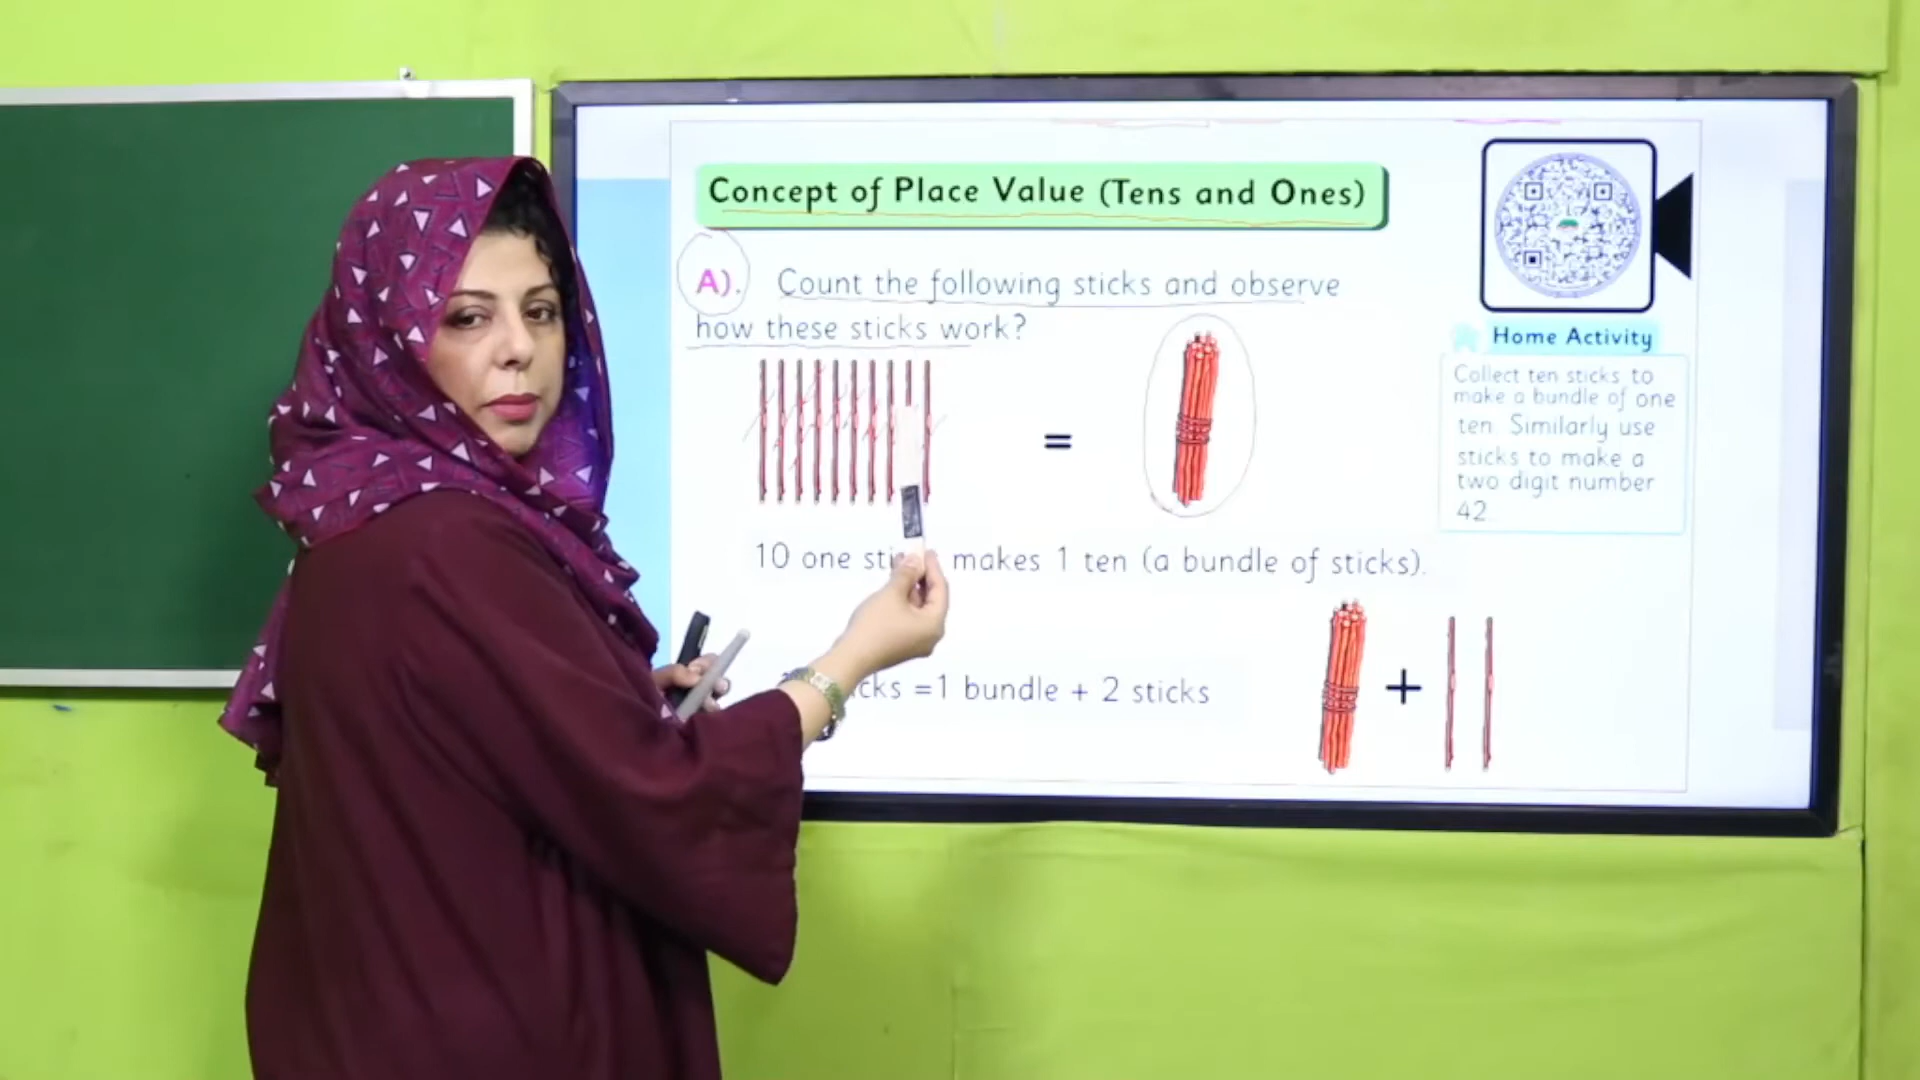 Concept of Place Value (Tens and Ones)
A). Count the following sticks and observe
how these sticks work?
=
10 one makes 1 ten (a bundle of sticks).
=1 bundle + 2 sticks
+
Home Activity
Collect ten sticks to
make a bundle of one
ten. Similarly use
sticks to make a
two digit number
42